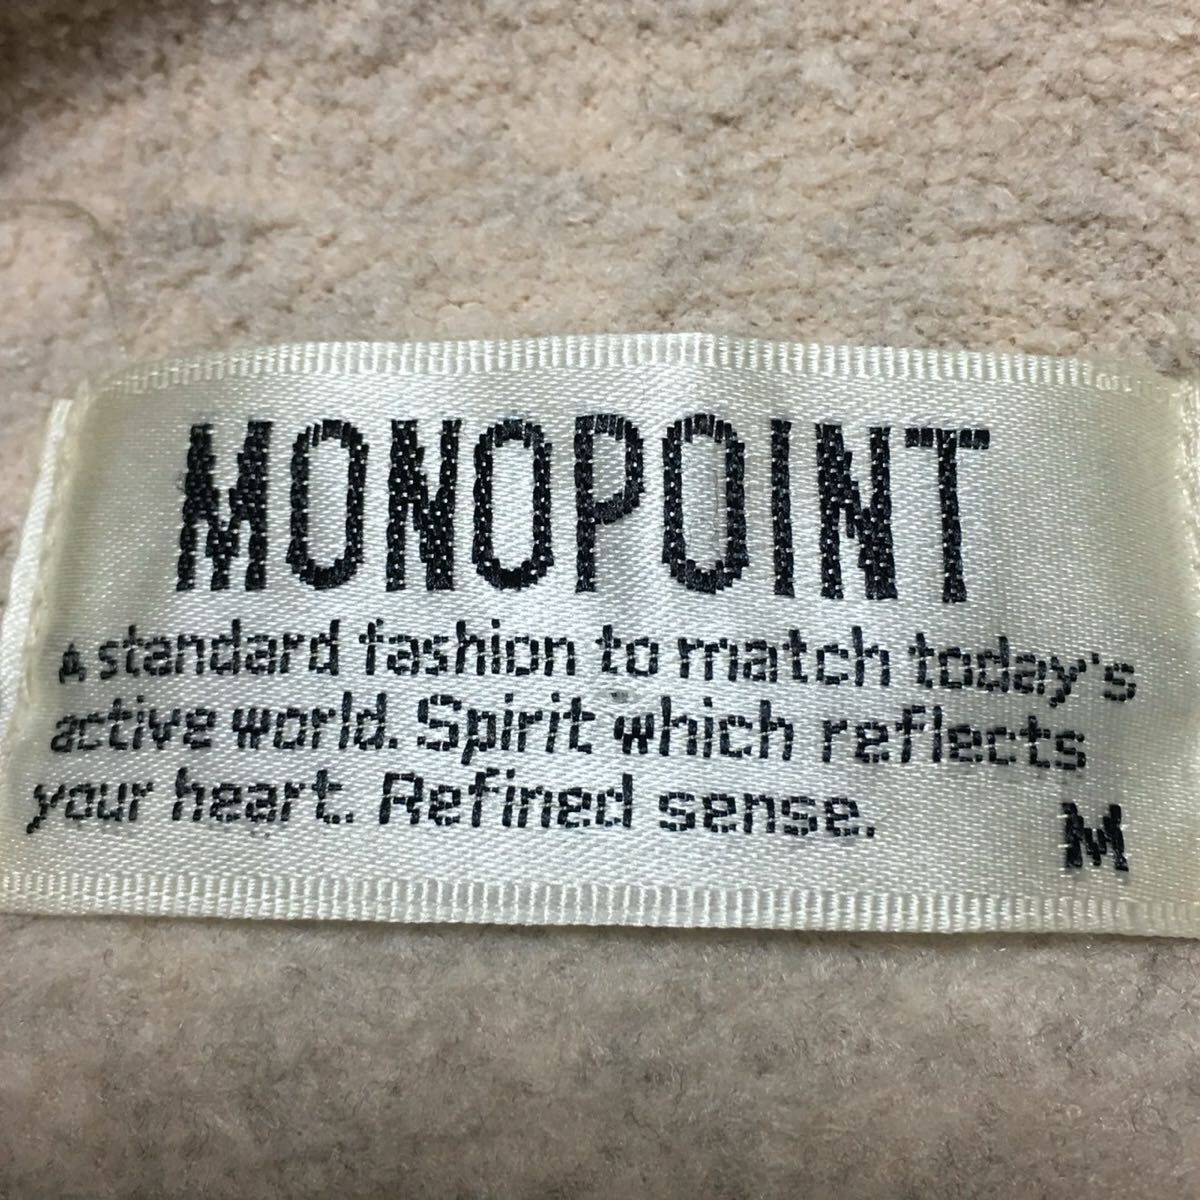 MONOPOINT
A standard fashion to match today's
active world. Spirit which reflects
your heart. Refined sense.
M